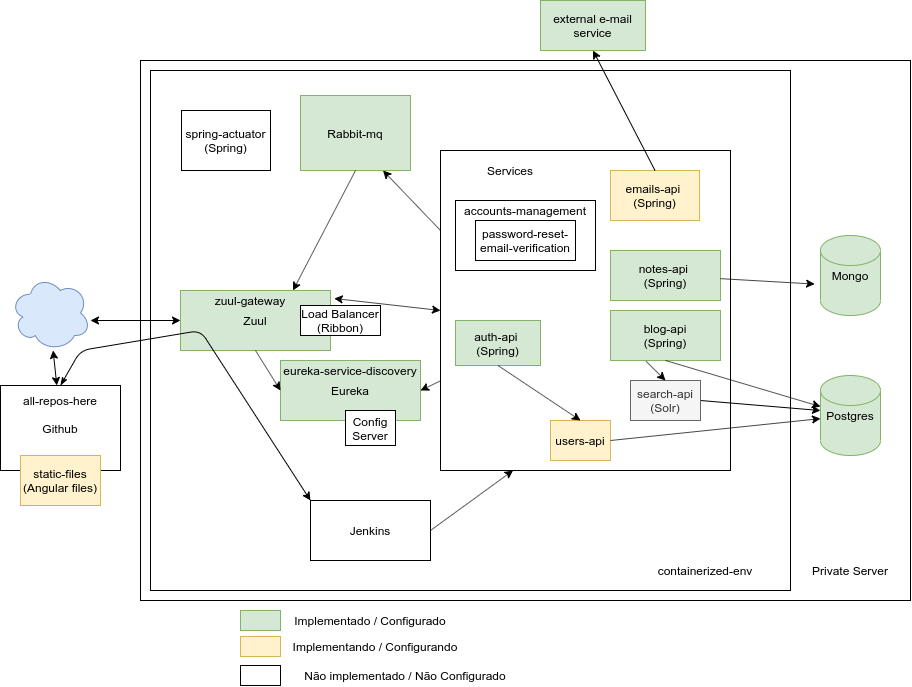 external e-mail
service
spring-actuator
(Spring)
Rabbit-mq
Services
emails-api
(Spring)
accounts-management
password-reset-
email-verification
notes-api
(Spring)
Mongo
zuul-gateway
Zuul
Load Balancer
(Ribbon)
auth-api
(Spring)
blog-api
(Spring)
eureka-service-discovery
Eureka
Config
Server
search-api
(Solr)
Postgres
users-api
all-repos-here
Github
static-files
(Angular files)
Jenkins
containerized-env
Private Server
Implementado / Configurado
Implementando / Configurando
Não implementado / Não Configurado